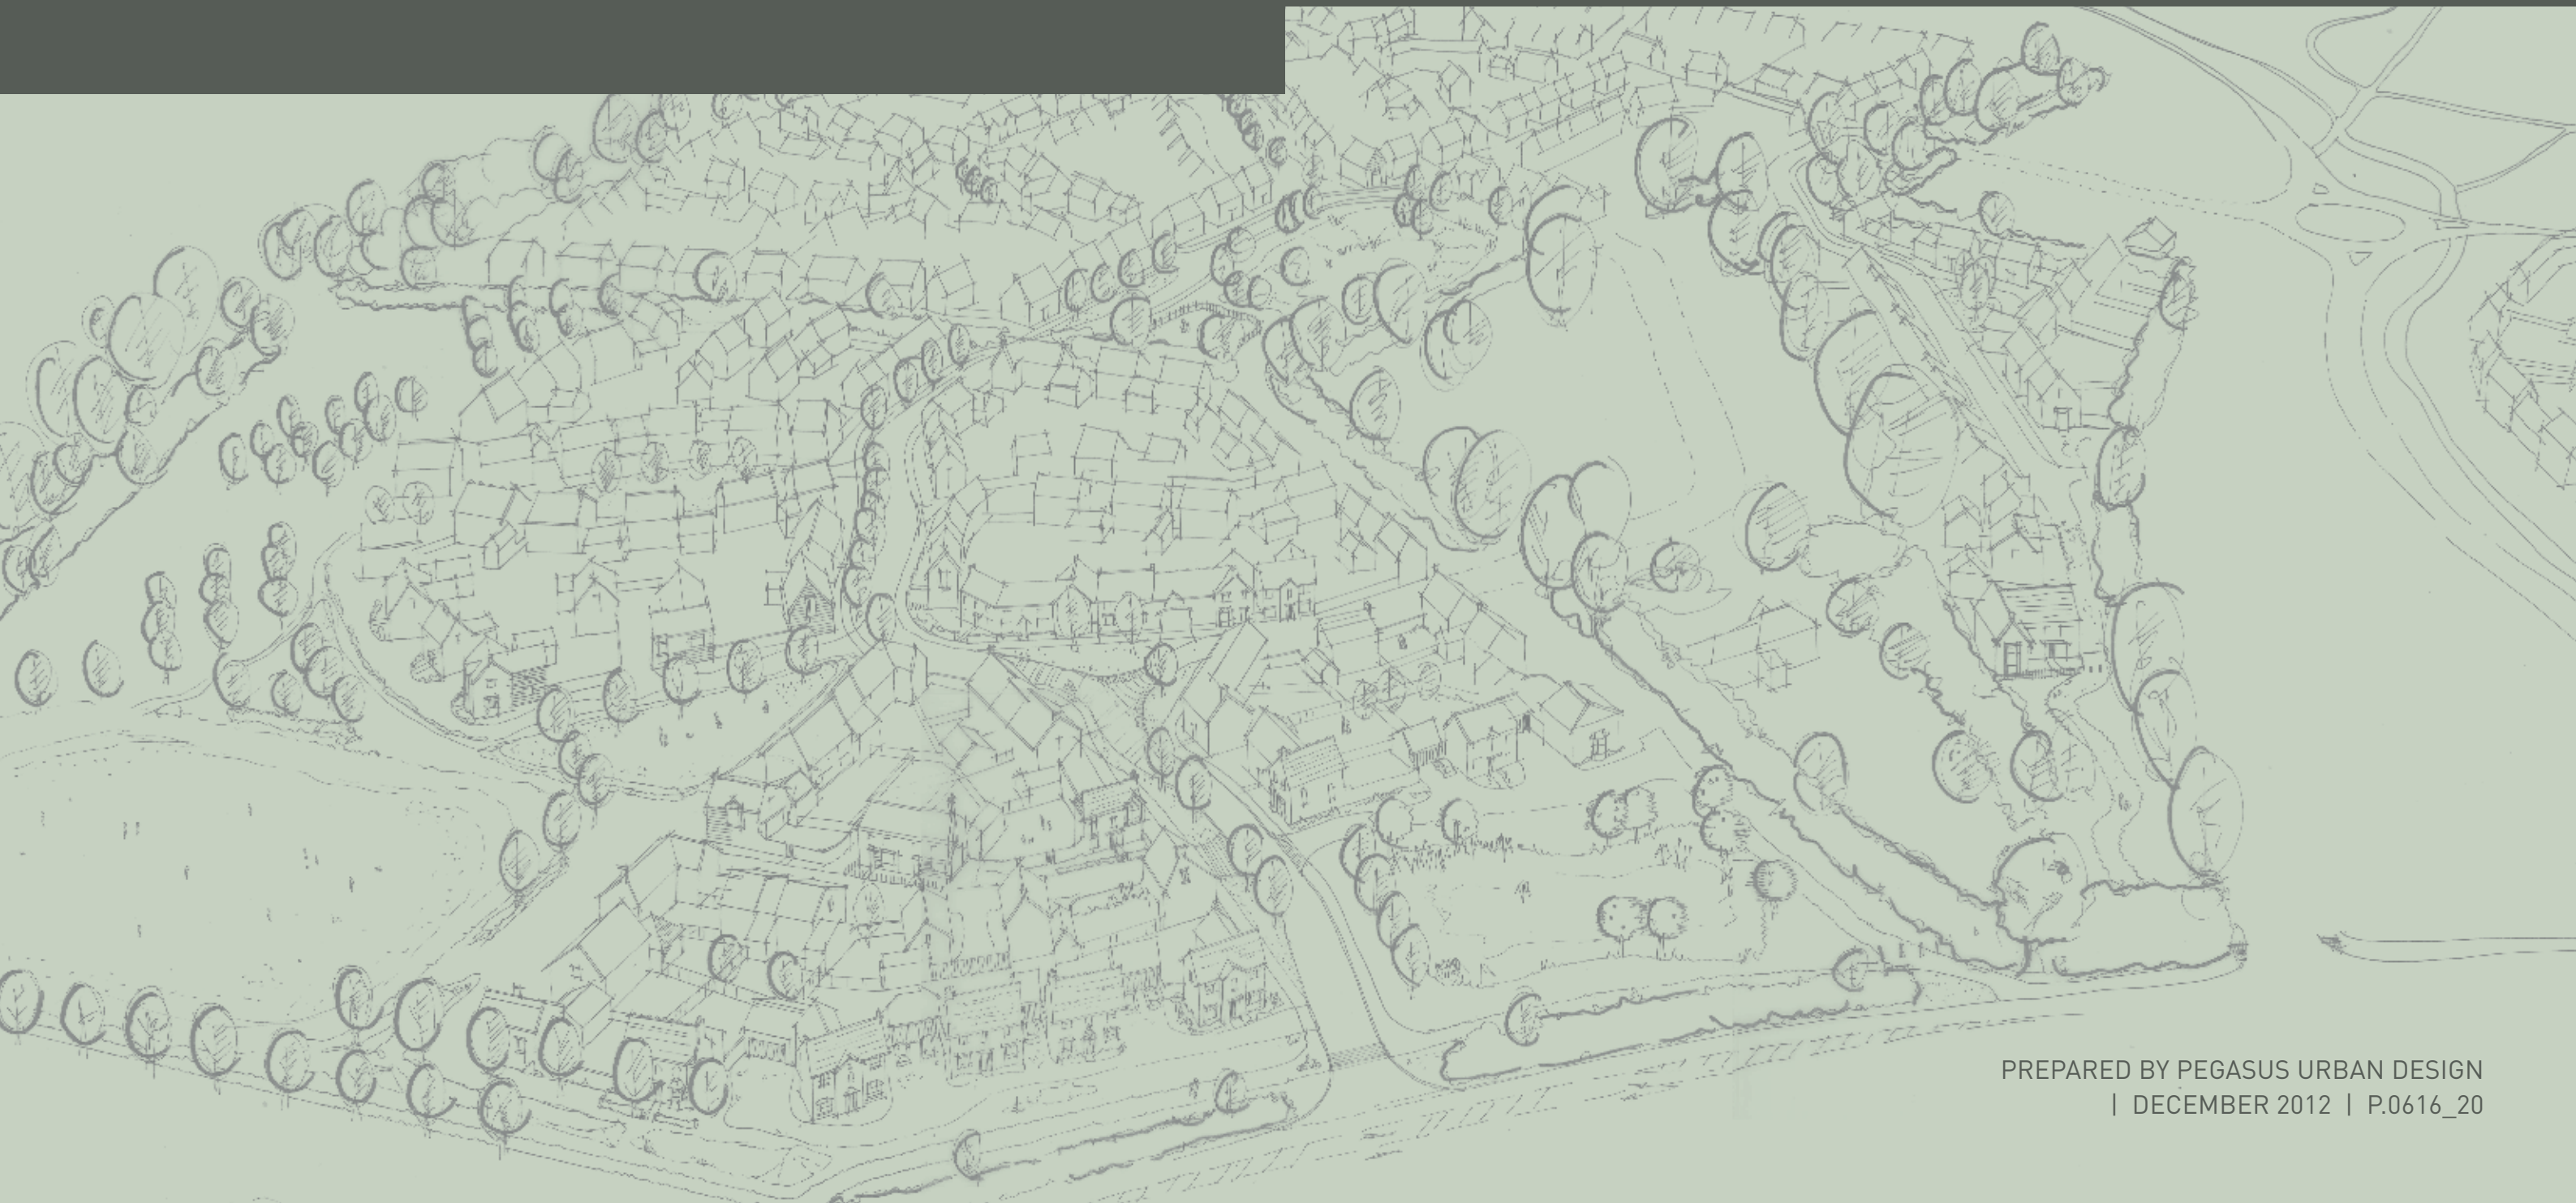 PREPARED BY PEGASUS URBAN DESIGN
| DECEMBER 2012 | P.0616_20